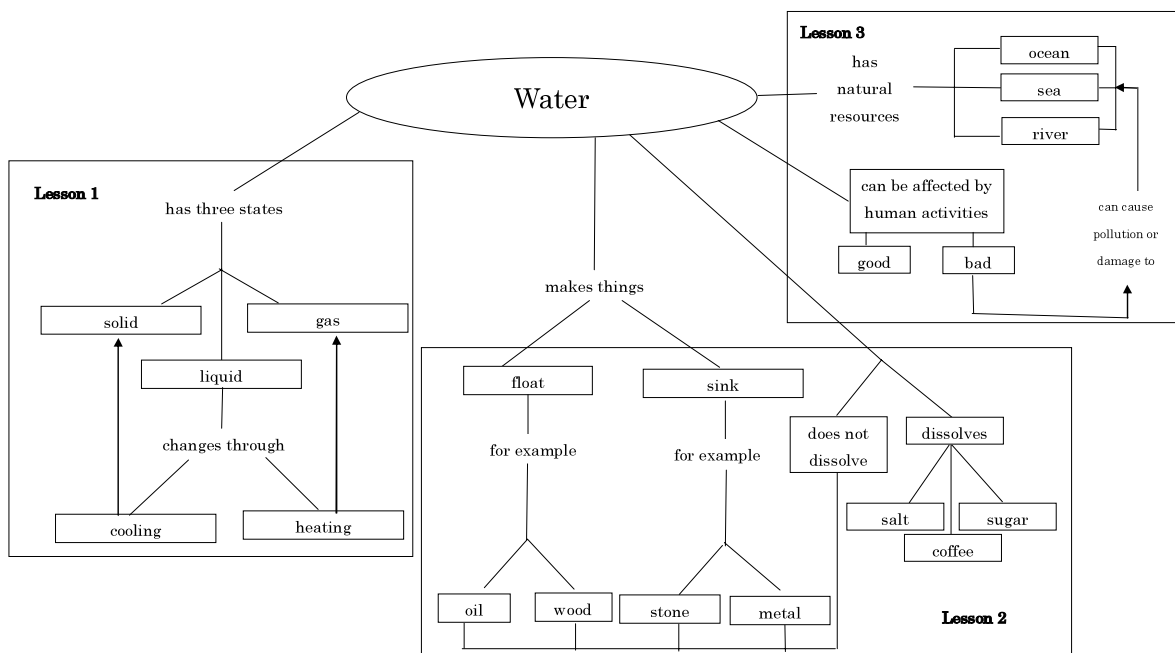 Water
Lesson 1
has three states
solid
gas
liquid
changes through
cooling
heating
makes things
float
sink
for example
for example
oil
wood
stone
metal
does not
dissolve
dissolves
salt
sugar
coffee
Lesson 2
Lesson 3
has
natural
resources
ocean
sea
river
can be affected by
human activities
good
bad
can cause
pollution or
damage to